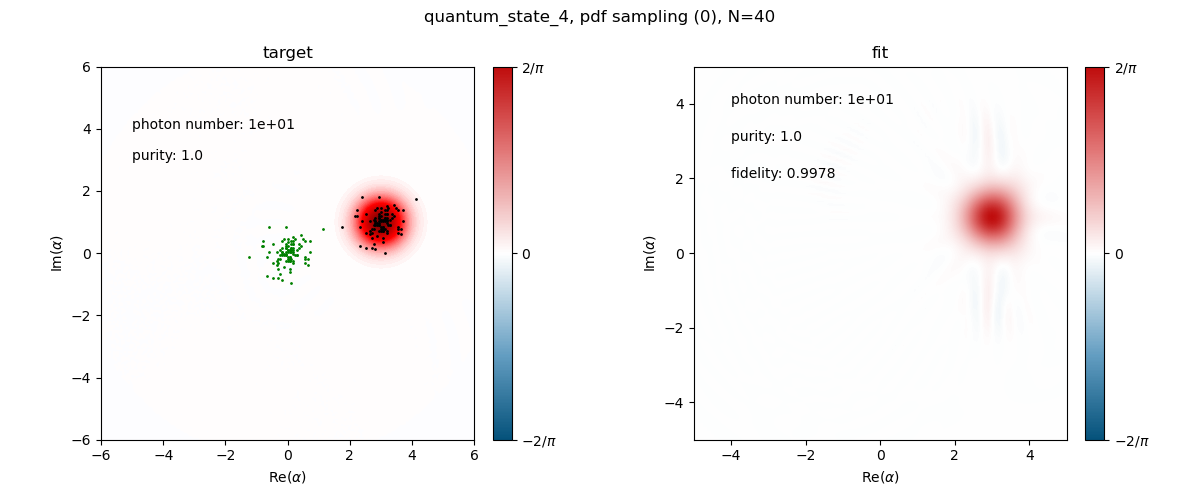 quantum_state_4, pdf sampling (0), N=40
target
6
4
2
0
−2
−4
−6
−6
−4
−2
0
2
4
6
Im(α)
Re(α)
photon number: 1e+01
purity: 1.0
2/π
0
−2/π
fit
4
2
0
−2
−4
−4
−2
0
2
4
Im(α)
Re(α)
photon number: 1e+01
purity: 1.0
fidelity: 0.9978
2/π
0
−2/π